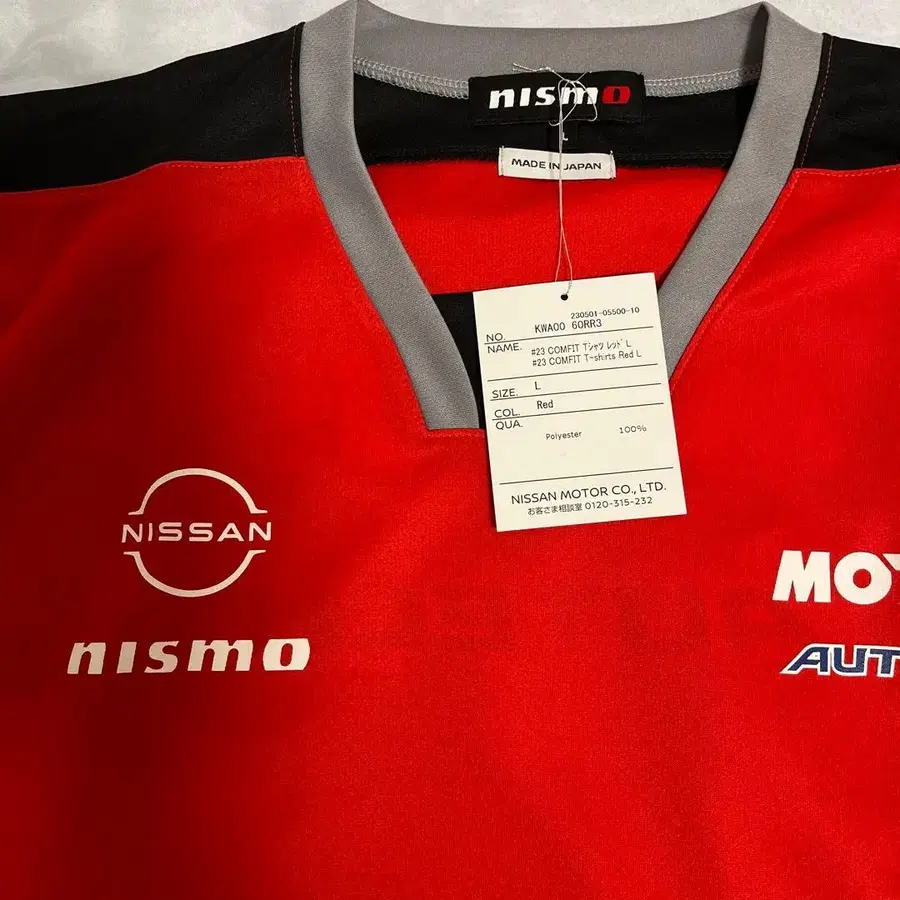 nismo
L
MADE IN JAPAN
230501-05500-10
NO. KWA00 60RR3
NAME. #23 COMFIT Tシャツ レッド L
#23 COMFIT T-shirts Red L
SIZE. L
COL. Red
QUA.
Polyester 100%
NISSAN MOTOR CO., LTD.
お客さま相談室 0120-315-232
NISSAN
nismo
MO
AUT